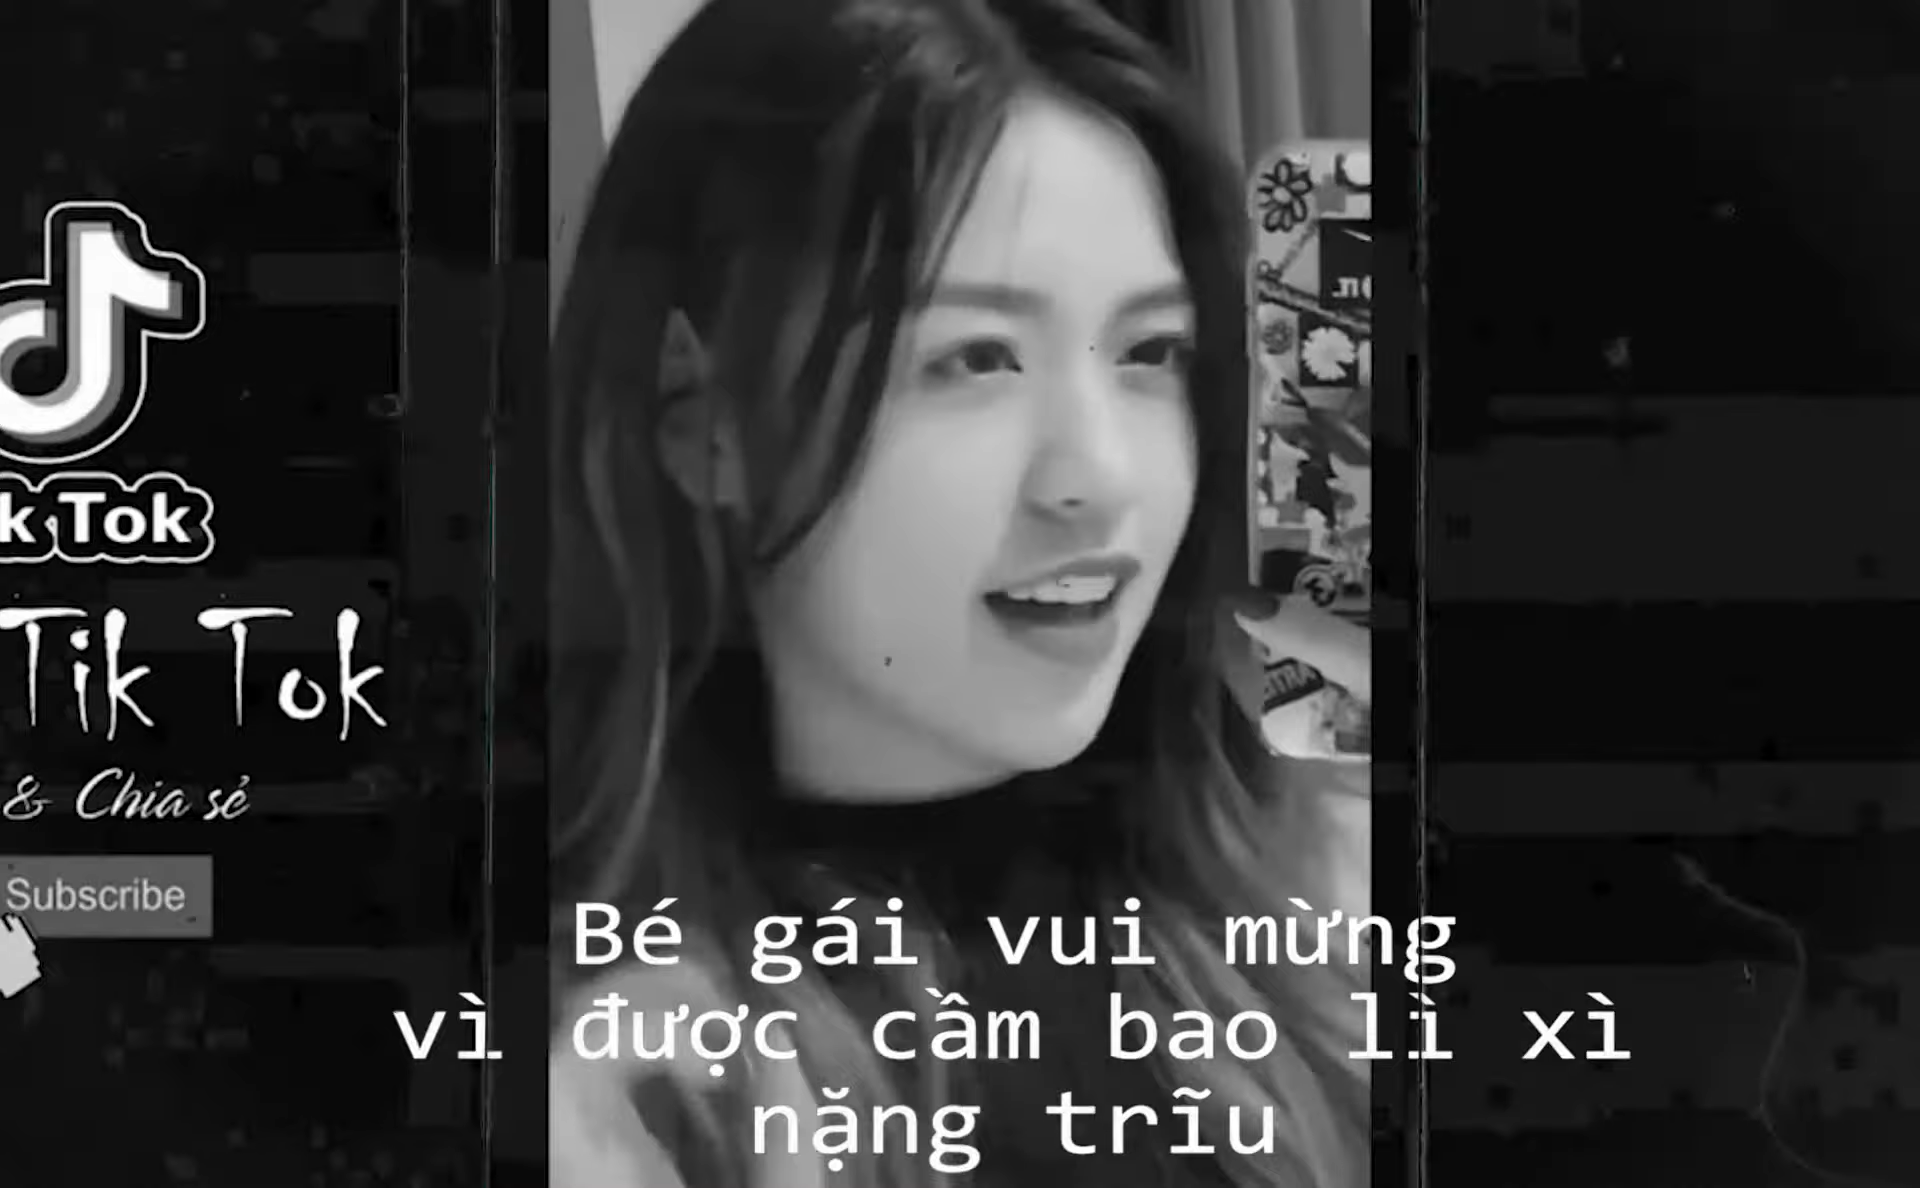 k Tok
Tik Tok
& Chia sẻ
Subscribe
Bé gái vui mừng
vì được cầm bao lì xì
nặng trĩu